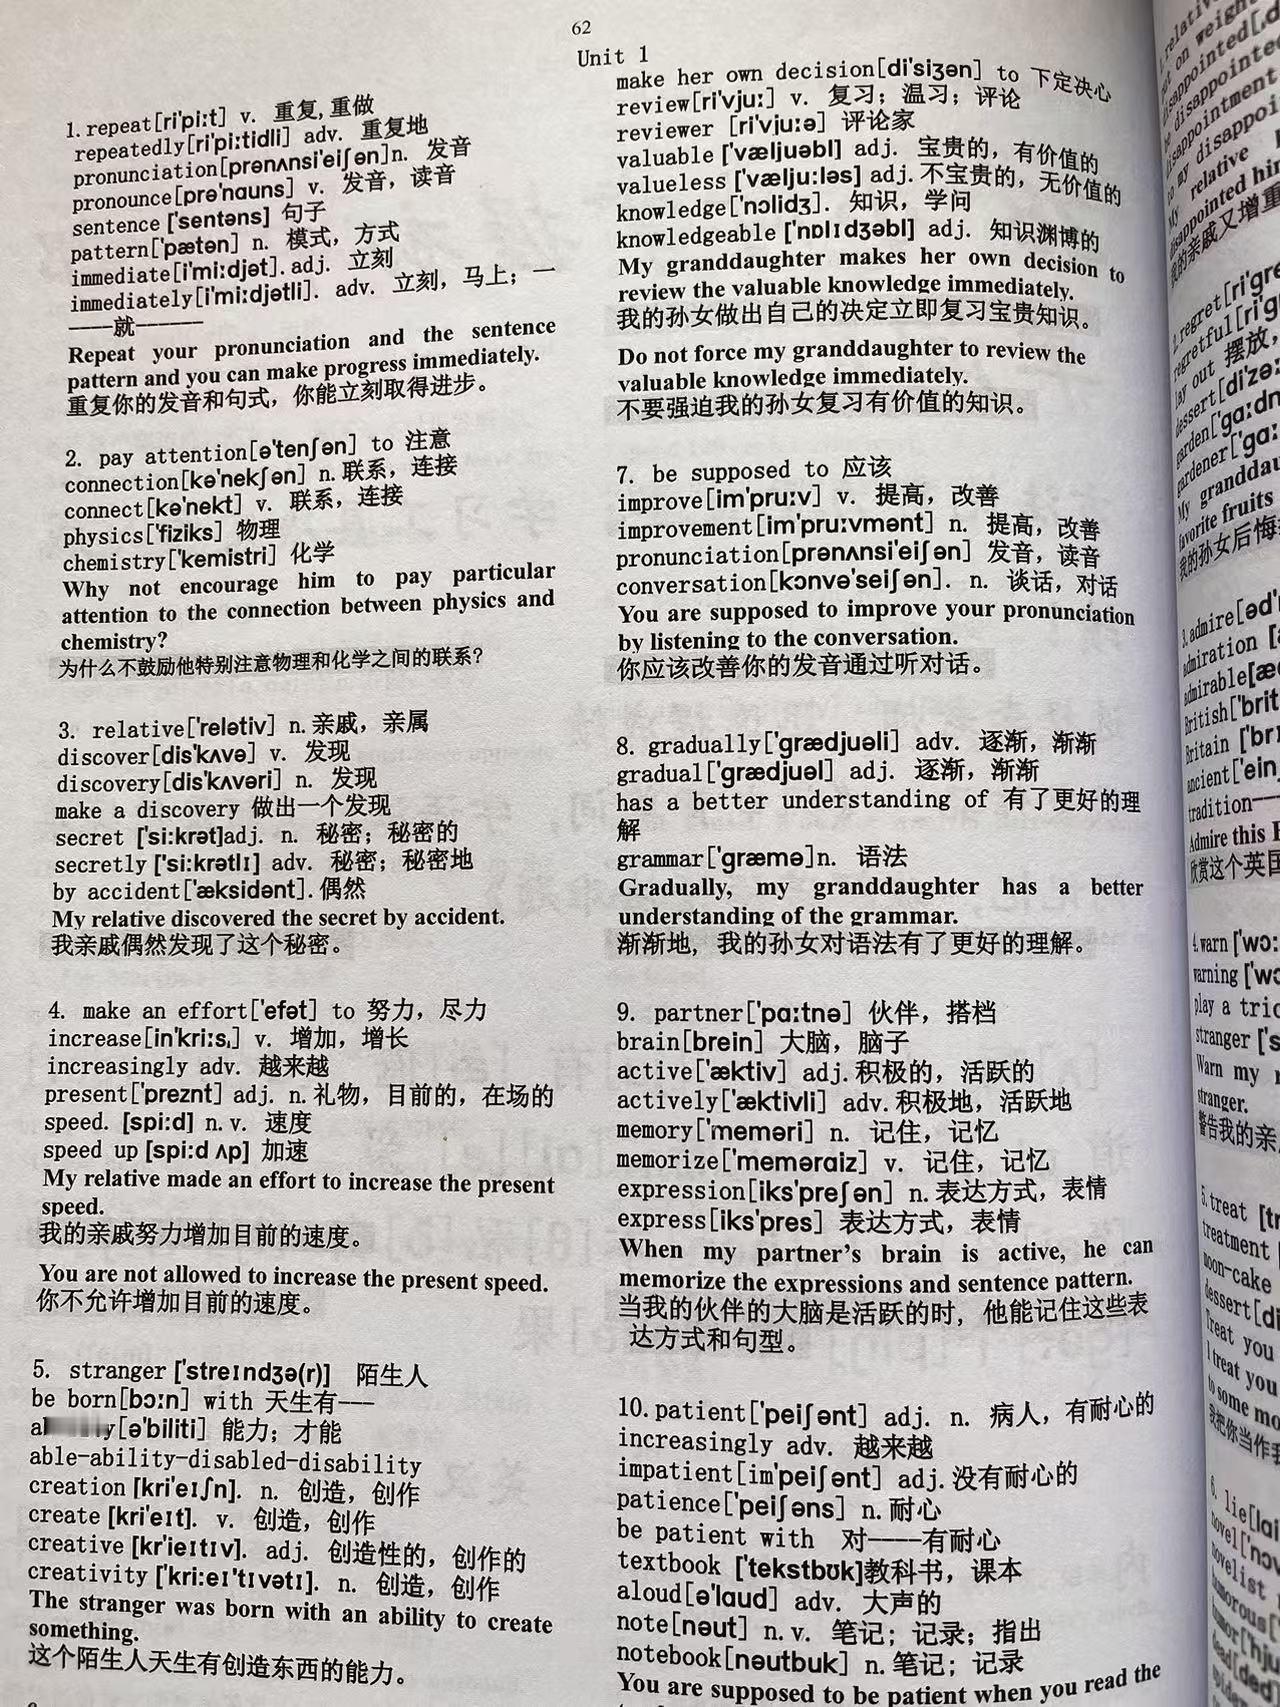 62
Unit 1
1.repeat[ri'pi:t] v. 重复,重做
repeatedly[ri'pi:tidli] adv. 重复地
pronunciation[prənʌnsi'eiʃən]n. 发音
pronounce[prə'nɑuns] v. 发音，读音
sentence ['sentəns] 句子
pattern['pætən] n. 模式，方式
immediate[i'mi:djət].adj. 立刻
immediately[i'mi:djətli]. adv. 立刻，马上；一
----就------
Repeat your pronunciation and the sentence
pattern and you can make progress immediately.
重复你的发音和句式，你能立刻取得进步。
2. pay attention[ə'tenʃən] to 注意
connection[kə'nekʃən] n.联系，连接
connect[kə'nekt] v. 联系，连接
physics['fiziks] 物理
chemistry['kemistri] 化学
Why not encourage him to pay particular
attention to the connection between physics and
chemistry?
为什么不鼓励他特别注意物理和化学之间的联系？
3. relative['relətiv] n.亲戚，亲属
discover[dis'kʌvə] v. 发现
discovery[dis'kʌvəri] n. 发现
make a discovery 做出一个发现
secret ['si:krət]adj. n. 秘密；秘密的
secretly ['si:krətlɪ] adv. 秘密；秘密地
by accident['æksidənt].偶然
My relative discovered the secret by accident.
我亲戚偶然发现了这个秘密。
4. make an effort['efət] to 努力，尽力
increase[in'kri:s,] v. 增加，增长
increasingly adv. 越来越
present['preznt] adj. n.礼物，目前的，在场的
speed. [spi:d] n.v. 速度
speed up [spi:d ʌp] 加速
My relative made an effort to increase the present
speed.
我的亲戚努力增加目前的速度。
You are not allowed to increase the present speed.
你不允许增加目前的速度。
5. stranger ['streɪndʒə(r)] 陌生人
be born[bɔ:n] with 天生有---
[ə'biliti] 能力；才能
able-ability-disabled-disability
creation [kri'eɪʃn]. n. 创造，创作
create [kri'eɪt]. v. 创造，创作
creative [kr'ieɪtɪv]. adj. 创造性的，创作的
creativity ['kri:eɪ'tɪvətɪ]. n. 创造，创作
The stranger was born with an ability to create
something.
这个陌生人天生有创造东西的能力。
make her own decision[di'siʒən] to 下定决心
review[ri'vju:] v. 复习；温习；评论
reviewer [ri'vju:ə] 评论家
valuable ['væljuəbl] adj. 宝贵的，有价值的
valueless ['vælju:ləs] adj.不宝贵的，无价值的
knowledge['nɔlidʒ]. 知识，学问
knowledgeable ['nɒlɪdʒəbl] adj. 知识渊博的
My granddaughter makes her own decision to
review the valuable knowledge immediately.
我的孙女做出自己的决定立即复习宝贵知识。
Do not force my granddaughter to review the
valuable knowledge immediately.
不要强迫我的孙女复习有价值的知识。
7. be supposed to 应该
improve[im'pru:v] v. 提高，改善
improvement[im'pru:vmənt] n. 提高，改善
pronunciation[prənʌnsi'eiʃən] 发音，读音
conversation[kɔnvə'seiʃən]. n. 谈话，对话
You are supposed to improve your pronunciation
by listening to the conversation.
你应该改善你的发音通过听对话。
8. gradually['grædjuəli] adv. 逐渐，渐渐
gradual['grædjuəl] adj. 逐渐，渐渐
has a better understanding of 有了更好的理
解
grammar['græmə]n. 语法
Gradually, my granddaughter has a better
understanding of the grammar.
渐渐地，我的孙女对语法有了更好的理解。
9. partner['pɑ:tnə] 伙伴，搭档
brain[brein] 大脑，脑子
active['æktiv] adj.积极的，活跃的
actively['æktivli] adv.积极地，活跃地
memory['meməri] n. 记住，记忆
memorize['memərɑiz] v. 记住，记忆
expression[iks'preʃən] n.表达方式，表情
express[iks'pres] 表达方式，表情
When my partner's brain is active, he can
memorize the expressions and sentence pattern.
当我的伙伴的大脑是活跃的时，他能记住这些表
达方式和句型。
10.patient['peiʃənt] adj. n. 病人，有耐心的
increasingly adv. 越来越
impatient[im'peiʃənt] adj.没有耐心的
patience['peiʃəns] n.耐心
be patient with 对----有耐心
textbook ['tekstbʊk]教科书，课本
aloud[ə'lɑud] adv. 大声的
note[nəut] n.v. 笔记；记录；指出
notebook[nəutbuk] n.笔记；记录
You are supposed to be patient when you read the